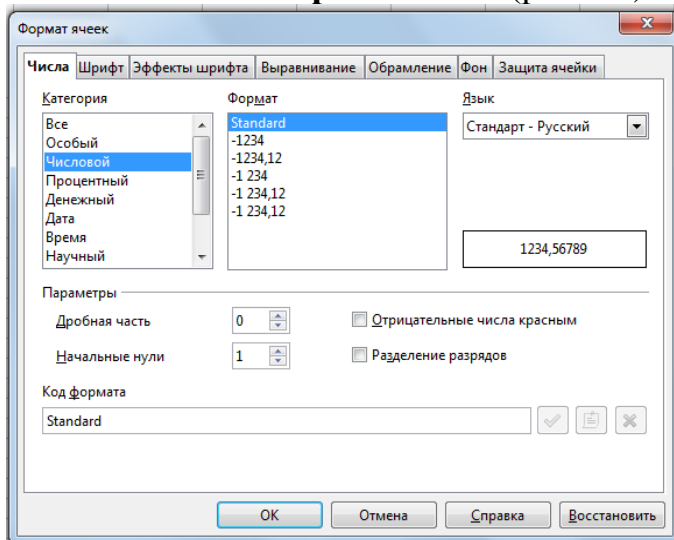 Формат ячеек
Числа Шрифт Эффекты шрифта Выравнивание Обрамление Фон Защита ячейки
Категория Формат Язык
Все Standard Стандарт - Русский
Особый -1234
Числовой -1234,12
Процентный -1 234
Денежный -1 234,12
Дата -1 234,12
Время
Научный 1234,56789
Параметры
Дробная часть 0 Отрицательные числа красным
Начальные нули 1 Разделение разрядов
Код формата
Standard
ОК Отмена Справка Восстановить